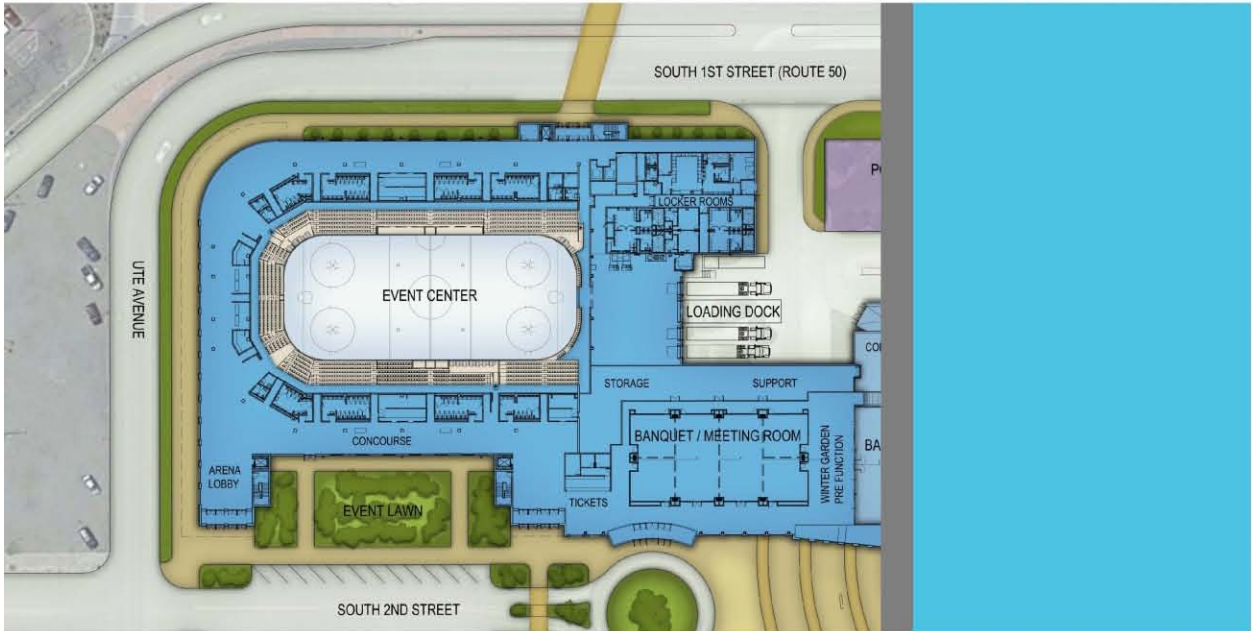 SOUTH 1ST STREET (ROUTE 50)
LOCKER ROOMS
UTE AVENUE
EVENT CENTER
LOADING DOCK
STORAGE
SUPPORT
BANQUET / MEETING ROOM
CONCOURSE
WINTER GARDEN
PRE FUNCTION
ARENA
LOBBY
TICKETS
EVENT LAWN
SOUTH 2ND STREET